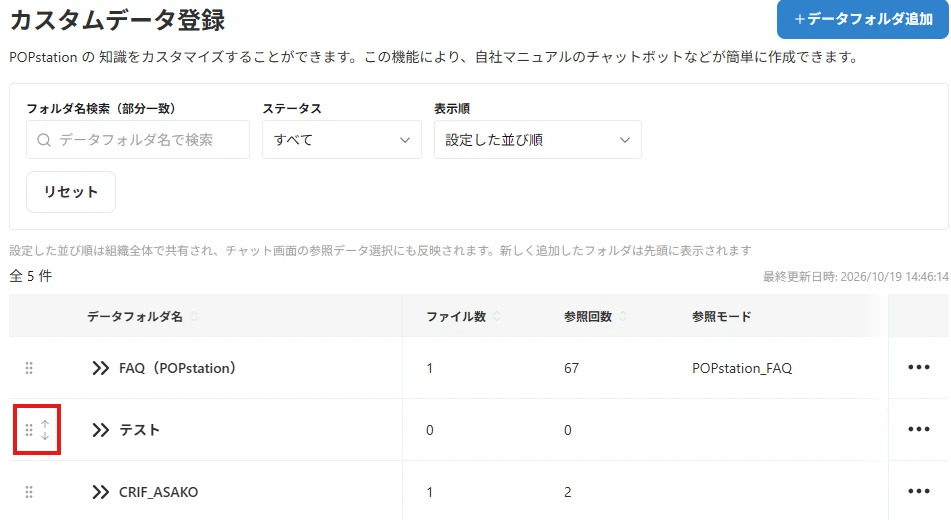 カスタムデータ登録
＋データフォルダ追加
POPstation の 知識をカスタマイズすることができます。この機能により、自社マニュアルのチャットボットなどが簡単に作成できます。
フォルダ名検索（部分一致） ステータス 表示順
データフォルダ名で検索 すべて 設定した並び順
リセット
設定した並び順は組織全体で共有され、チャット画面の参照データ選択にも反映されます。新しく追加したフォルダは先頭に表示されます
全 5 件 最終更新日時: 2026/10/19 14:46:14
データフォルダ名 ファイル数 参照回数 参照モード
FAQ（POPstation） 1 67 POPstation_FAQ
テスト 0 0
CRIF_ASAKO 1 2